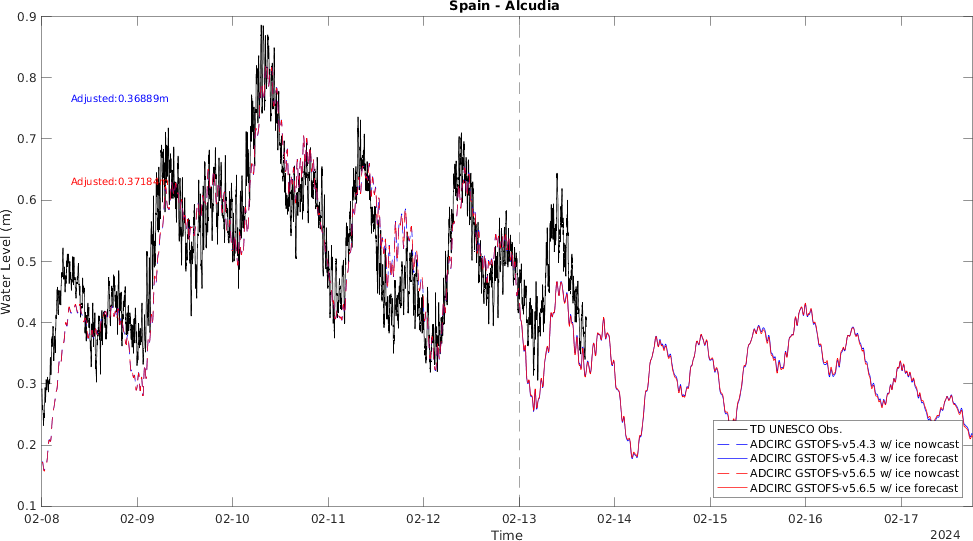 Spain - Alcudia
0.9
0.8
0.7
0.6
0.5
0.4
0.3
0.2
0.1
Water Level (m)
Adjusted:0.36889m
Adjusted:0.37184m
TD UNESCO Obs.
ADCIRC GSTOFS-v5.4.3 w/ ice nowcast
ADCIRC GSTOFS-v5.4.3 w/ ice forecast
ADCIRC GSTOFS-v5.6.5 w/ ice nowcast
ADCIRC GSTOFS-v5.6.5 w/ ice forecast
02-08 02-09 02-10 02-11 02-12 02-13 02-14 02-15 02-16 02-17
Time
2024